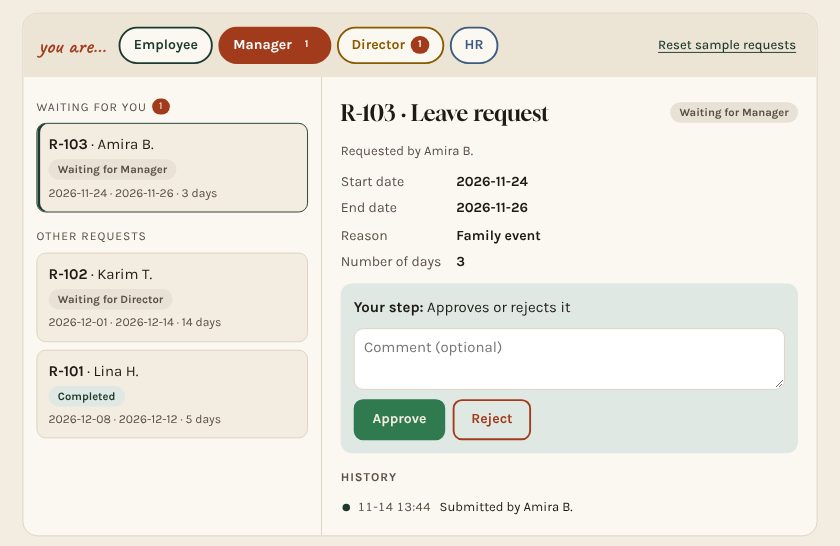 you are... Employee Manager 1 Director 1 HR Reset sample requests
WAITING FOR YOU 1
R-103 · Amira B.
Waiting for Manager
2026-11-24 · 2026-11-26 · 3 days
OTHER REQUESTS
R-102 · Karim T.
Waiting for Director
2026-12-01 · 2026-12-14 · 14 days
R-101 · Lina H.
Completed
2026-12-08 · 2026-12-12 · 5 days
R-103 · Leave request Waiting for Manager
Requested by Amira B.
Start date 2026-11-24
End date 2026-11-26
Reason Family event
Number of days 3
Your step: Approves or rejects it
Comment (optional)
Approve Reject
HISTORY
11-14 13:44 Submitted by Amira B.